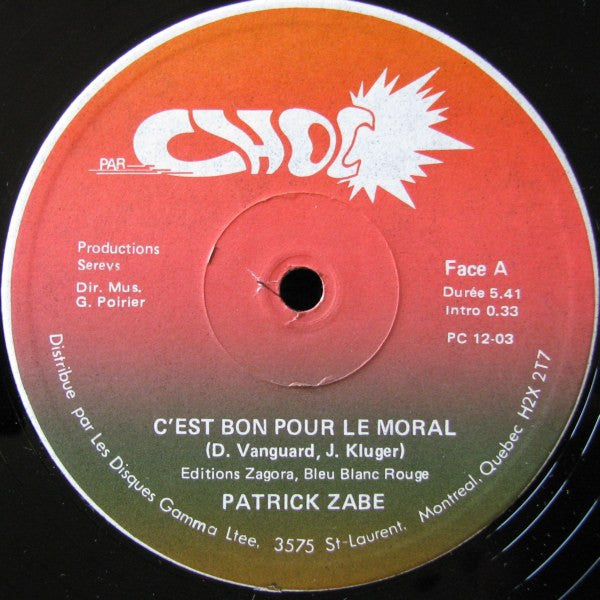 PAR CHOC
Productions
Sereys
Dir. Mus.
G. Poirier
Face A
Durée 5.41
Intro 0.33
PC 12-03
C'EST BON POUR LE MORAL
(D. Vanguard, J. Kluger)
Editions Zagora, Bleu Blanc Rouge
PATRICK ZABE
Distribue par Les Disques Gamma Ltee, 3575 St-Laurent, Montreal, Quebec H2X 2T7